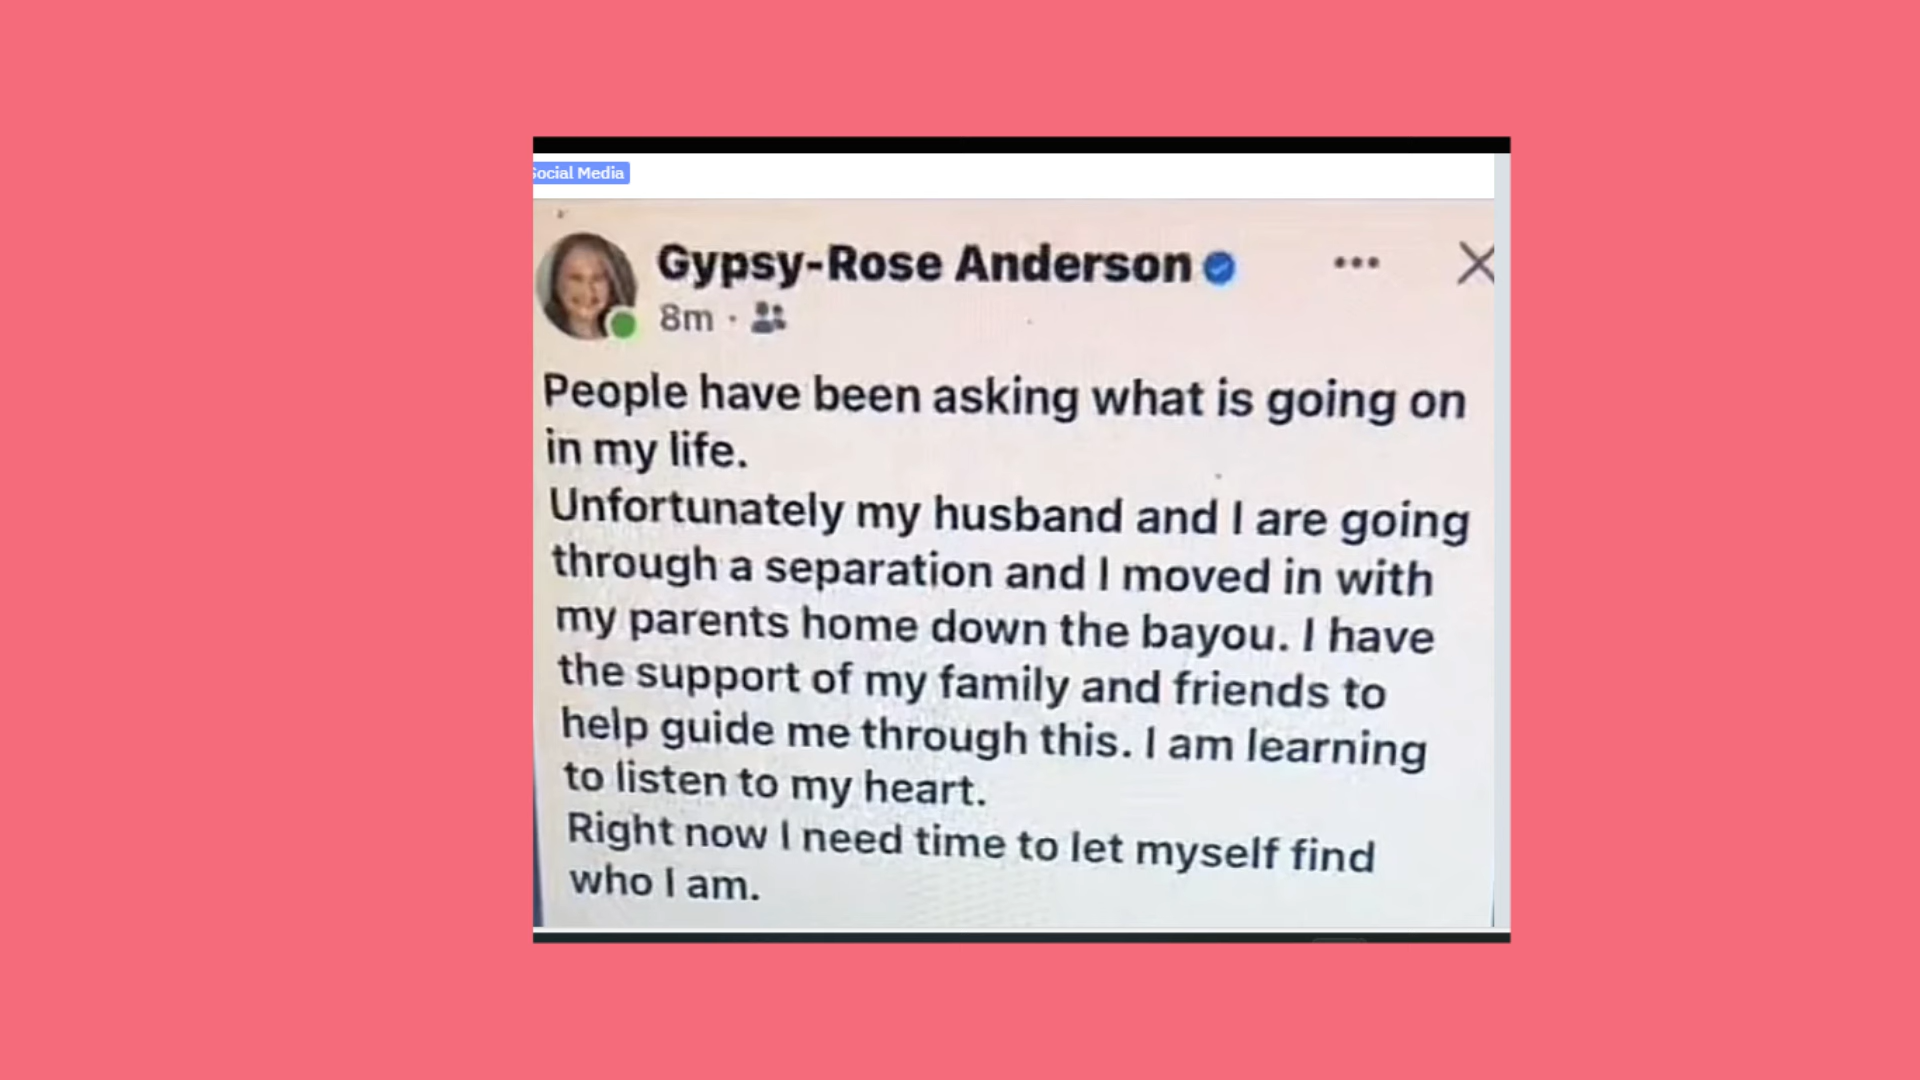 Social Media
Gypsy-Rose Anderson
8m ·
People have been asking what is going on
in my life.
Unfortunately my husband and I are going
through a separation and I moved in with
my parents home down the bayou. I have
the support of my family and friends to
help guide me through this. I am learning
to listen to my heart.
Right now I need time to let myself find
who I am.